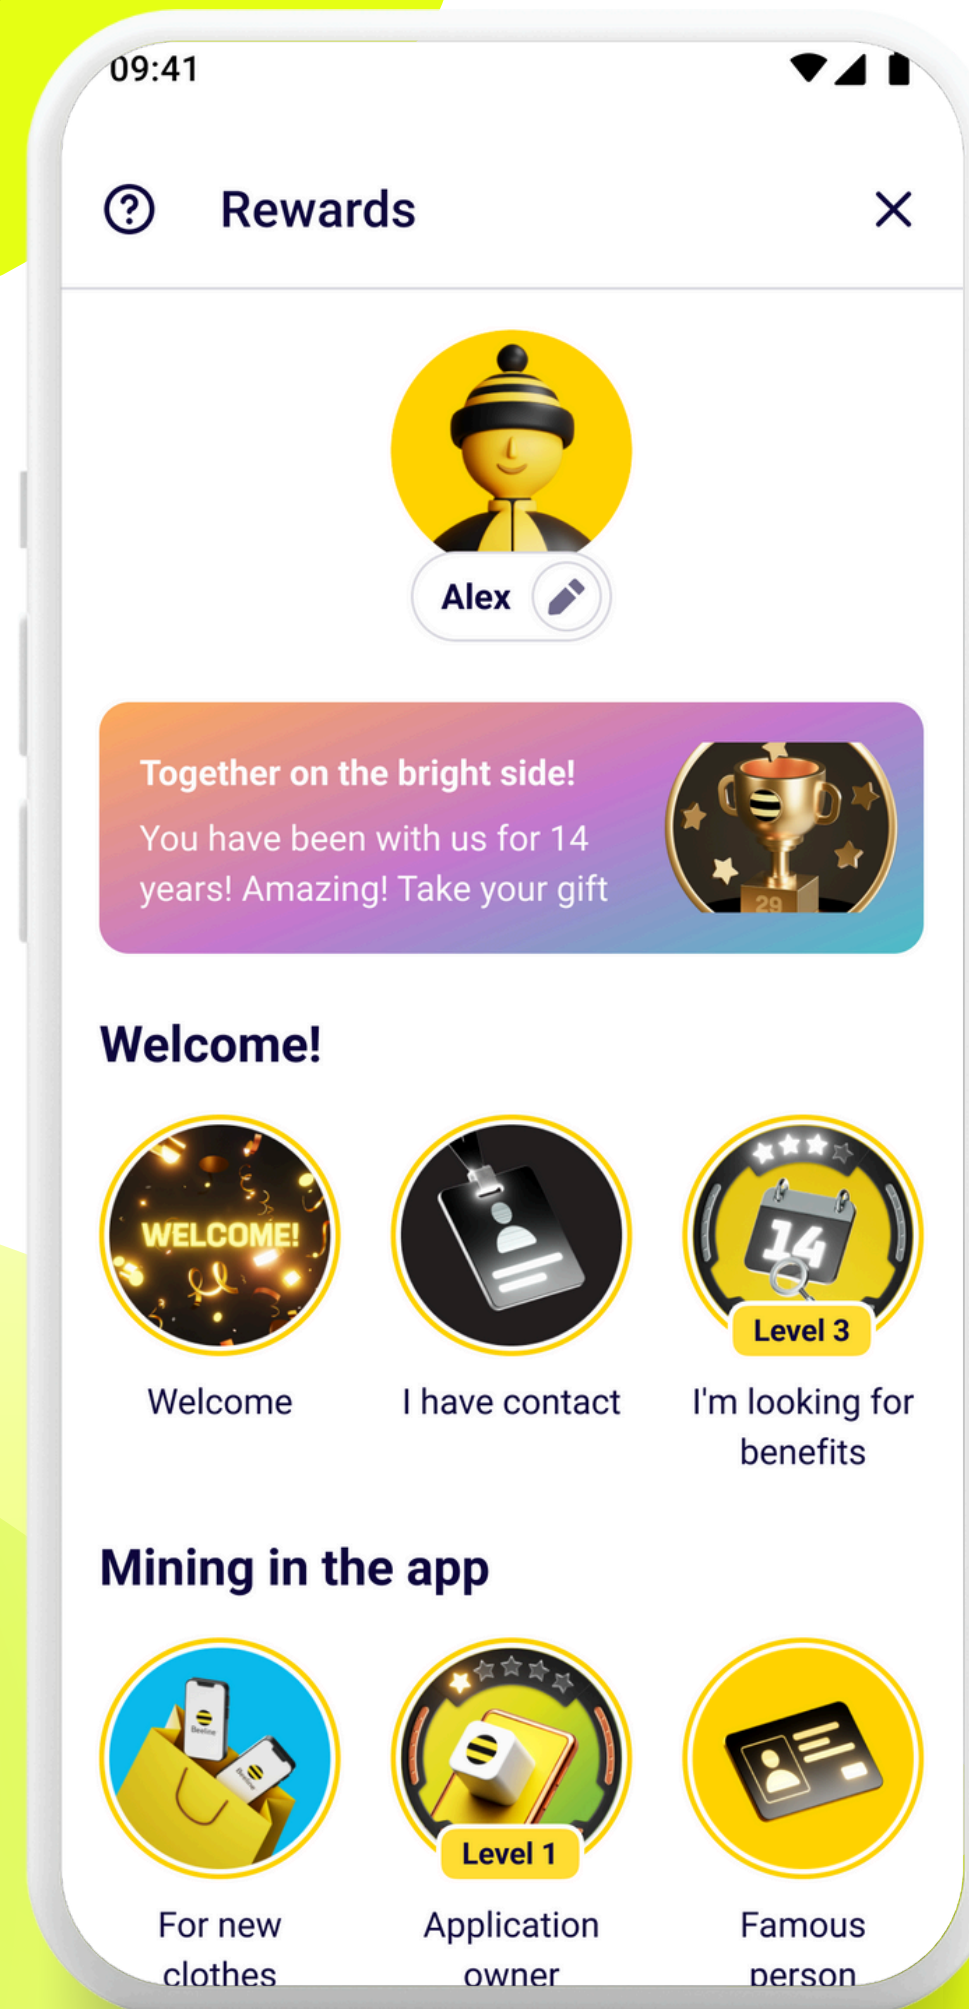 09:41
Rewards
Alex
Together on the bright side!
You have been with us for 14
years! Amazing! Take your gift
29
Welcome!
WELCOME!
14
Level 3
Welcome
I have contact
I'm looking for
benefits
Mining in the app
Beeline
Beeline
Level 1
For new
clothes
Application
owner
Famous
person